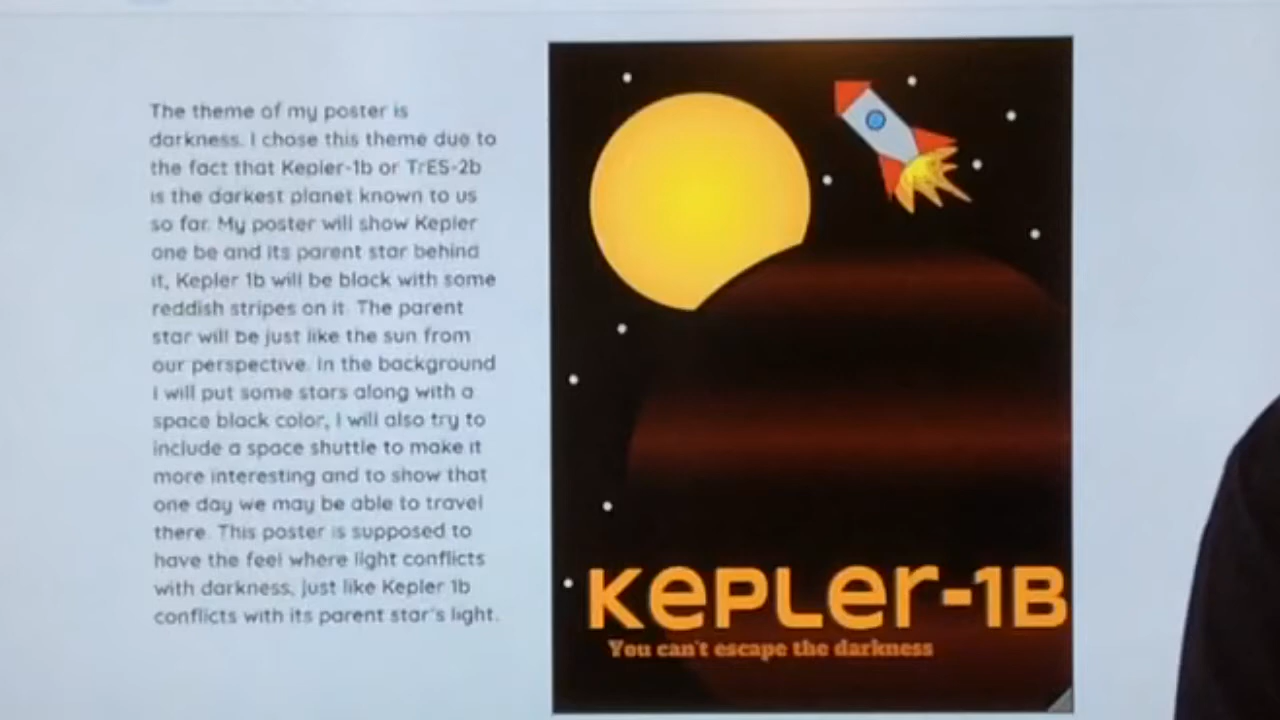 The theme of my poster is
darkness. I chose this theme due to
the fact that Kepler-1b or TrES-2b
is the darkest planet known to us
so far. My poster will show Kepler
one be and its parent star behind
it, Kepler 1b will be black with some
reddish stripes on it. The parent
star will be just like the sun from
our perspective. In the background
I will put some stars along with a
space black color, I will also try to
include a space shuttle to make it
more interesting and to show that
one day we may be able to travel
there. This poster is supposed to
have the feel where light conflicts
with darkness, just like Kepler 1b
conflicts with its parent star's light.
KEPLER-1B
You can't escape the darkness